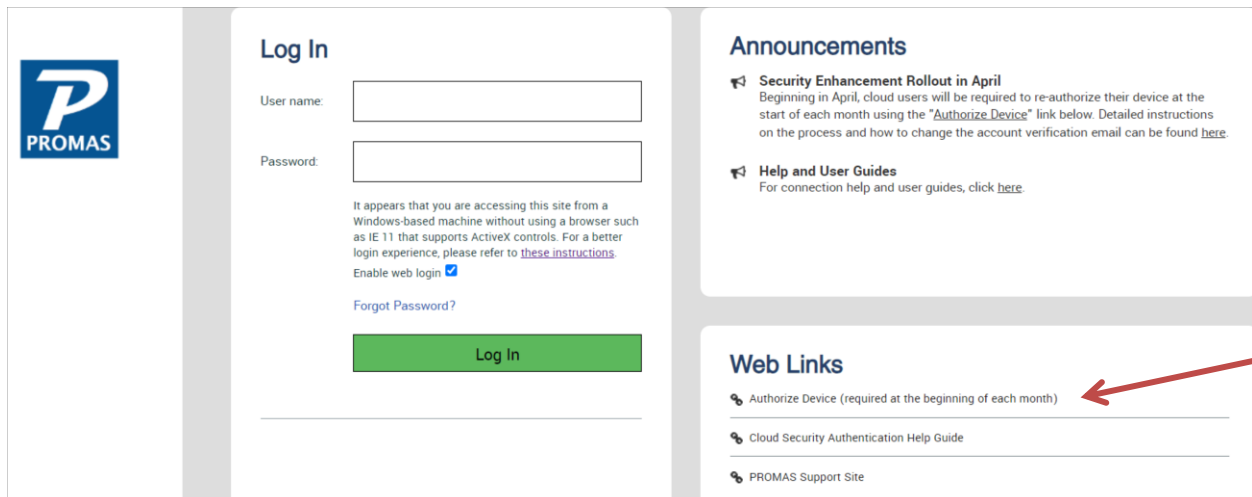 PROMAS
Log In
User name:
Password:
It appears that you are accessing this site from a
Windows-based machine without using a browser such
as IE 11 that supports ActiveX controls. For a better
login experience, please refer to these instructions.
Enable web login
Forgot Password?
Log In
Announcements
Security Enhancement Rollout in April
Beginning in April, cloud users will be required to re-authorize their device at the
start of each month using the "Authorize Device" link below. Detailed instructions
on the process and how to change the account verification email can be found here.
Help and User Guides
For connection help and user guides, click here.
Web Links
Authorize Device (required at the beginning of each month)
Cloud Security Authentication Help Guide
PROMAS Support Site